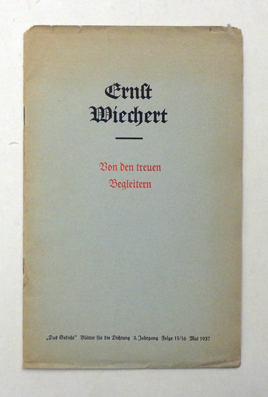 Ernst
Wiechert
Von den treuen
Begleitern
„Das Gedicht“ Blätter für die Dichtung 3. Jahrgang Folge 15/16 Mai 1937